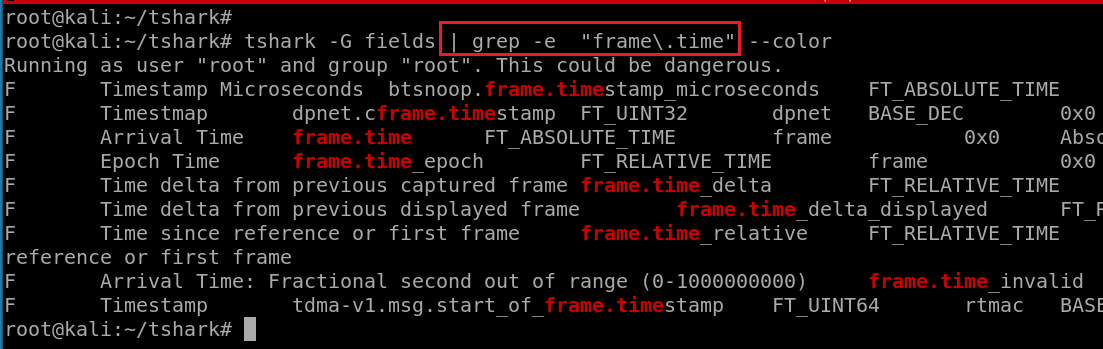 root@kali:~/tshark#
root@kali:~/tshark# tshark -G fields | grep -e  "frame\.time" --color
Running as user "root" and group "root". This could be dangerous.
F       Timestamp Microseconds  btsnoop.frame.timestamp_microseconds    FT_ABSOLUTE_TIME
F       Timestmap       dpnet.cframe.timestamp  FT_UINT32       dpnet   BASE_DEC        0x0
F       Arrival Time    frame.time      FT_ABSOLUTE_TIME        frame           0x0     Abso
F       Epoch Time      frame.time_epoch        FT_RELATIVE_TIME        frame           0x0
F       Time delta from previous captured frame frame.time_delta        FT_RELATIVE_TIME
F       Time delta from previous displayed frame        frame.time_delta_displayed      FT_R
F       Time since reference or first frame     frame.time_relative     FT_RELATIVE_TIME
reference or first frame
F       Arrival Time: Fractional second out of range (0-1000000000)     frame.time_invalid
F       Timestamp       tdma-v1.msg.start_of_frame.timestamp    FT_UINT64       rtmac   BASE
root@kali:~/tshark#